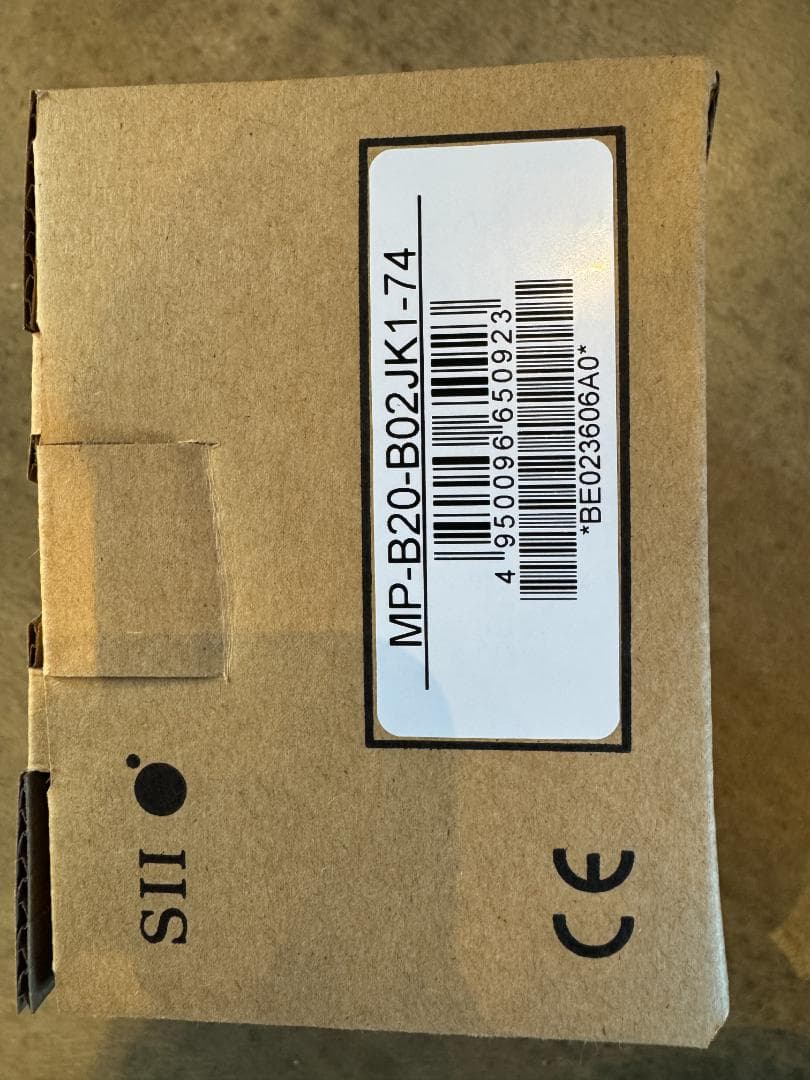 MP-B20-B02JK1-74
4 950096 650923
*BE023606A0*
SII
CE